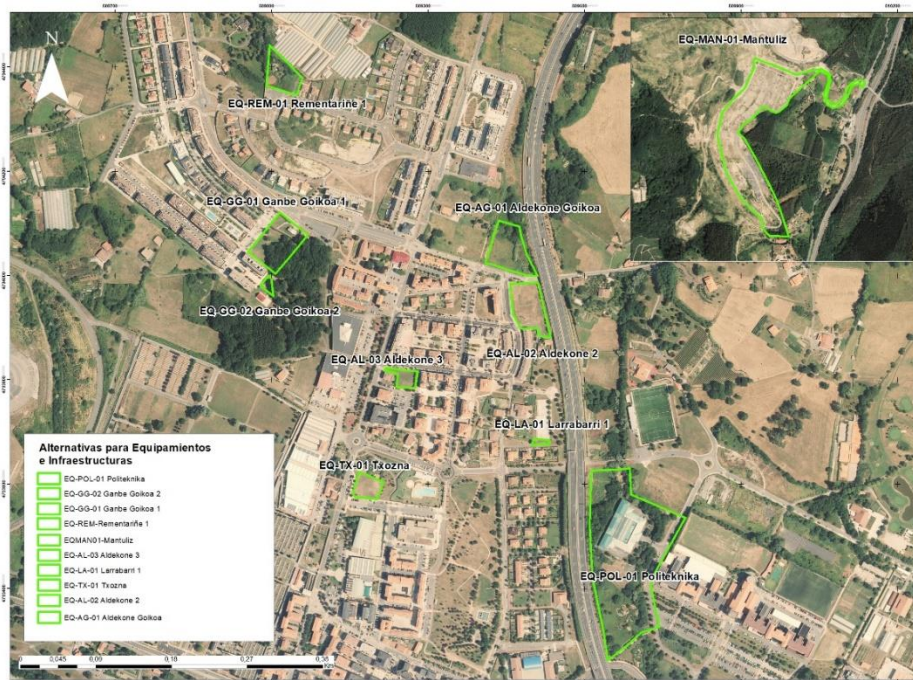 EQ-MAN-01-Mantuliz
N
EQ-REM-01 Rementariñe 1
EQ-GG-01 Ganbe Goikoa 1
EQ-AG-01 Aldekone Goikoa
EQ-GG-02 Ganbe Goikoa 2
EQ-AL-03 Aldekone 3
EQ-AL-02 Aldekone 2
EQ-LA-01 Larrabarri 1
EQ-TX-01 Txozna
EQ-POL-01 Politeknika
Alternativas para Equipamientos
e Infraestructuras
EQ-POL-01 Politeknika
EQ-GG-02 Ganbe Goikoa 2
EQ-GG-01 Ganbe Goikoa 1
EQ-REM-Rementariñe 1
EQMAN01-Mantuliz
EQ-AL-03 Aldekone 3
EQ-LA-01 Larrabarri 1
EQ-TX-01 Txozna
EQ-AL-02 Aldekone 2
EQ-AG-01 Aldekone Goikoa
0 0,045 0,09 0,18 0,27 0,36